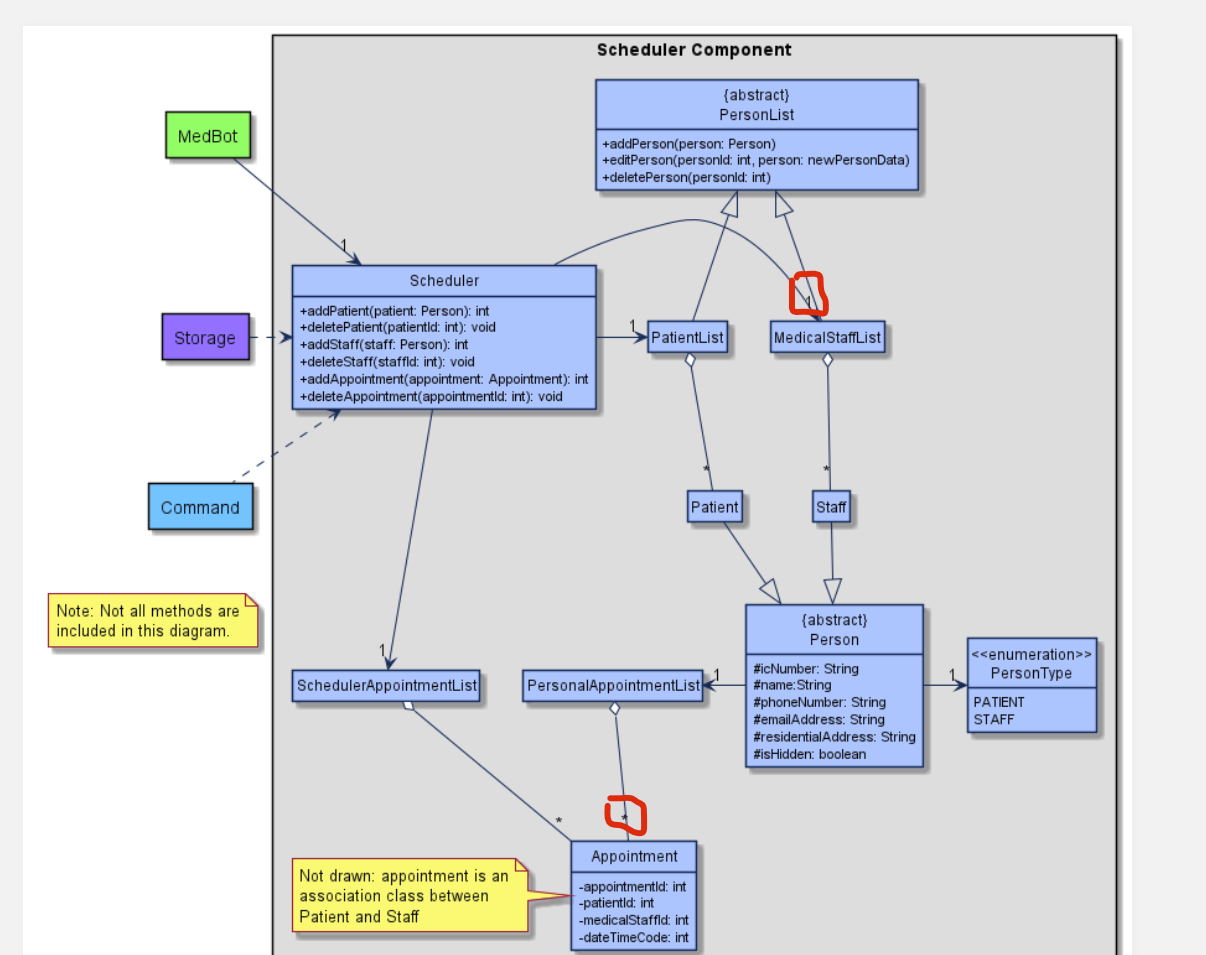 Scheduler Component
{abstract}
PersonList
+addPerson(person: Person)
+editPerson(personId: int, person: newPersonData)
+deletePerson(personId: int)
MedBot
1
Scheduler
+addPatient(patient: Person): int
+deletePatient(patientId: int): void
+addStaff(staff: Person): int
+deleteStaff(staffId: int): void
+addAppointment(appointment: Appointment): int
+deleteAppointment(appointmentId: int): void
1
1
PatientList
MedicalStaffList
Storage
Command
*
*
Patient
Staff
Note: Not all methods are
included in this diagram.
{abstract}
Person
#icNumber: String
#name:String
#phoneNumber: String
#emailAddress: String
#residentialAddress: String
#isHidden: boolean
1
<<enumeration>>
PersonType
PATIENT
STAFF
1
SchedulerAppointmentList
PersonalAppointmentList
1
*
*
Appointment
-appointmentId: int
-patientId: int
-medicalStaffId: int
-dateTimeCode: int
Not drawn: appointment is an
association class between
Patient and Staff